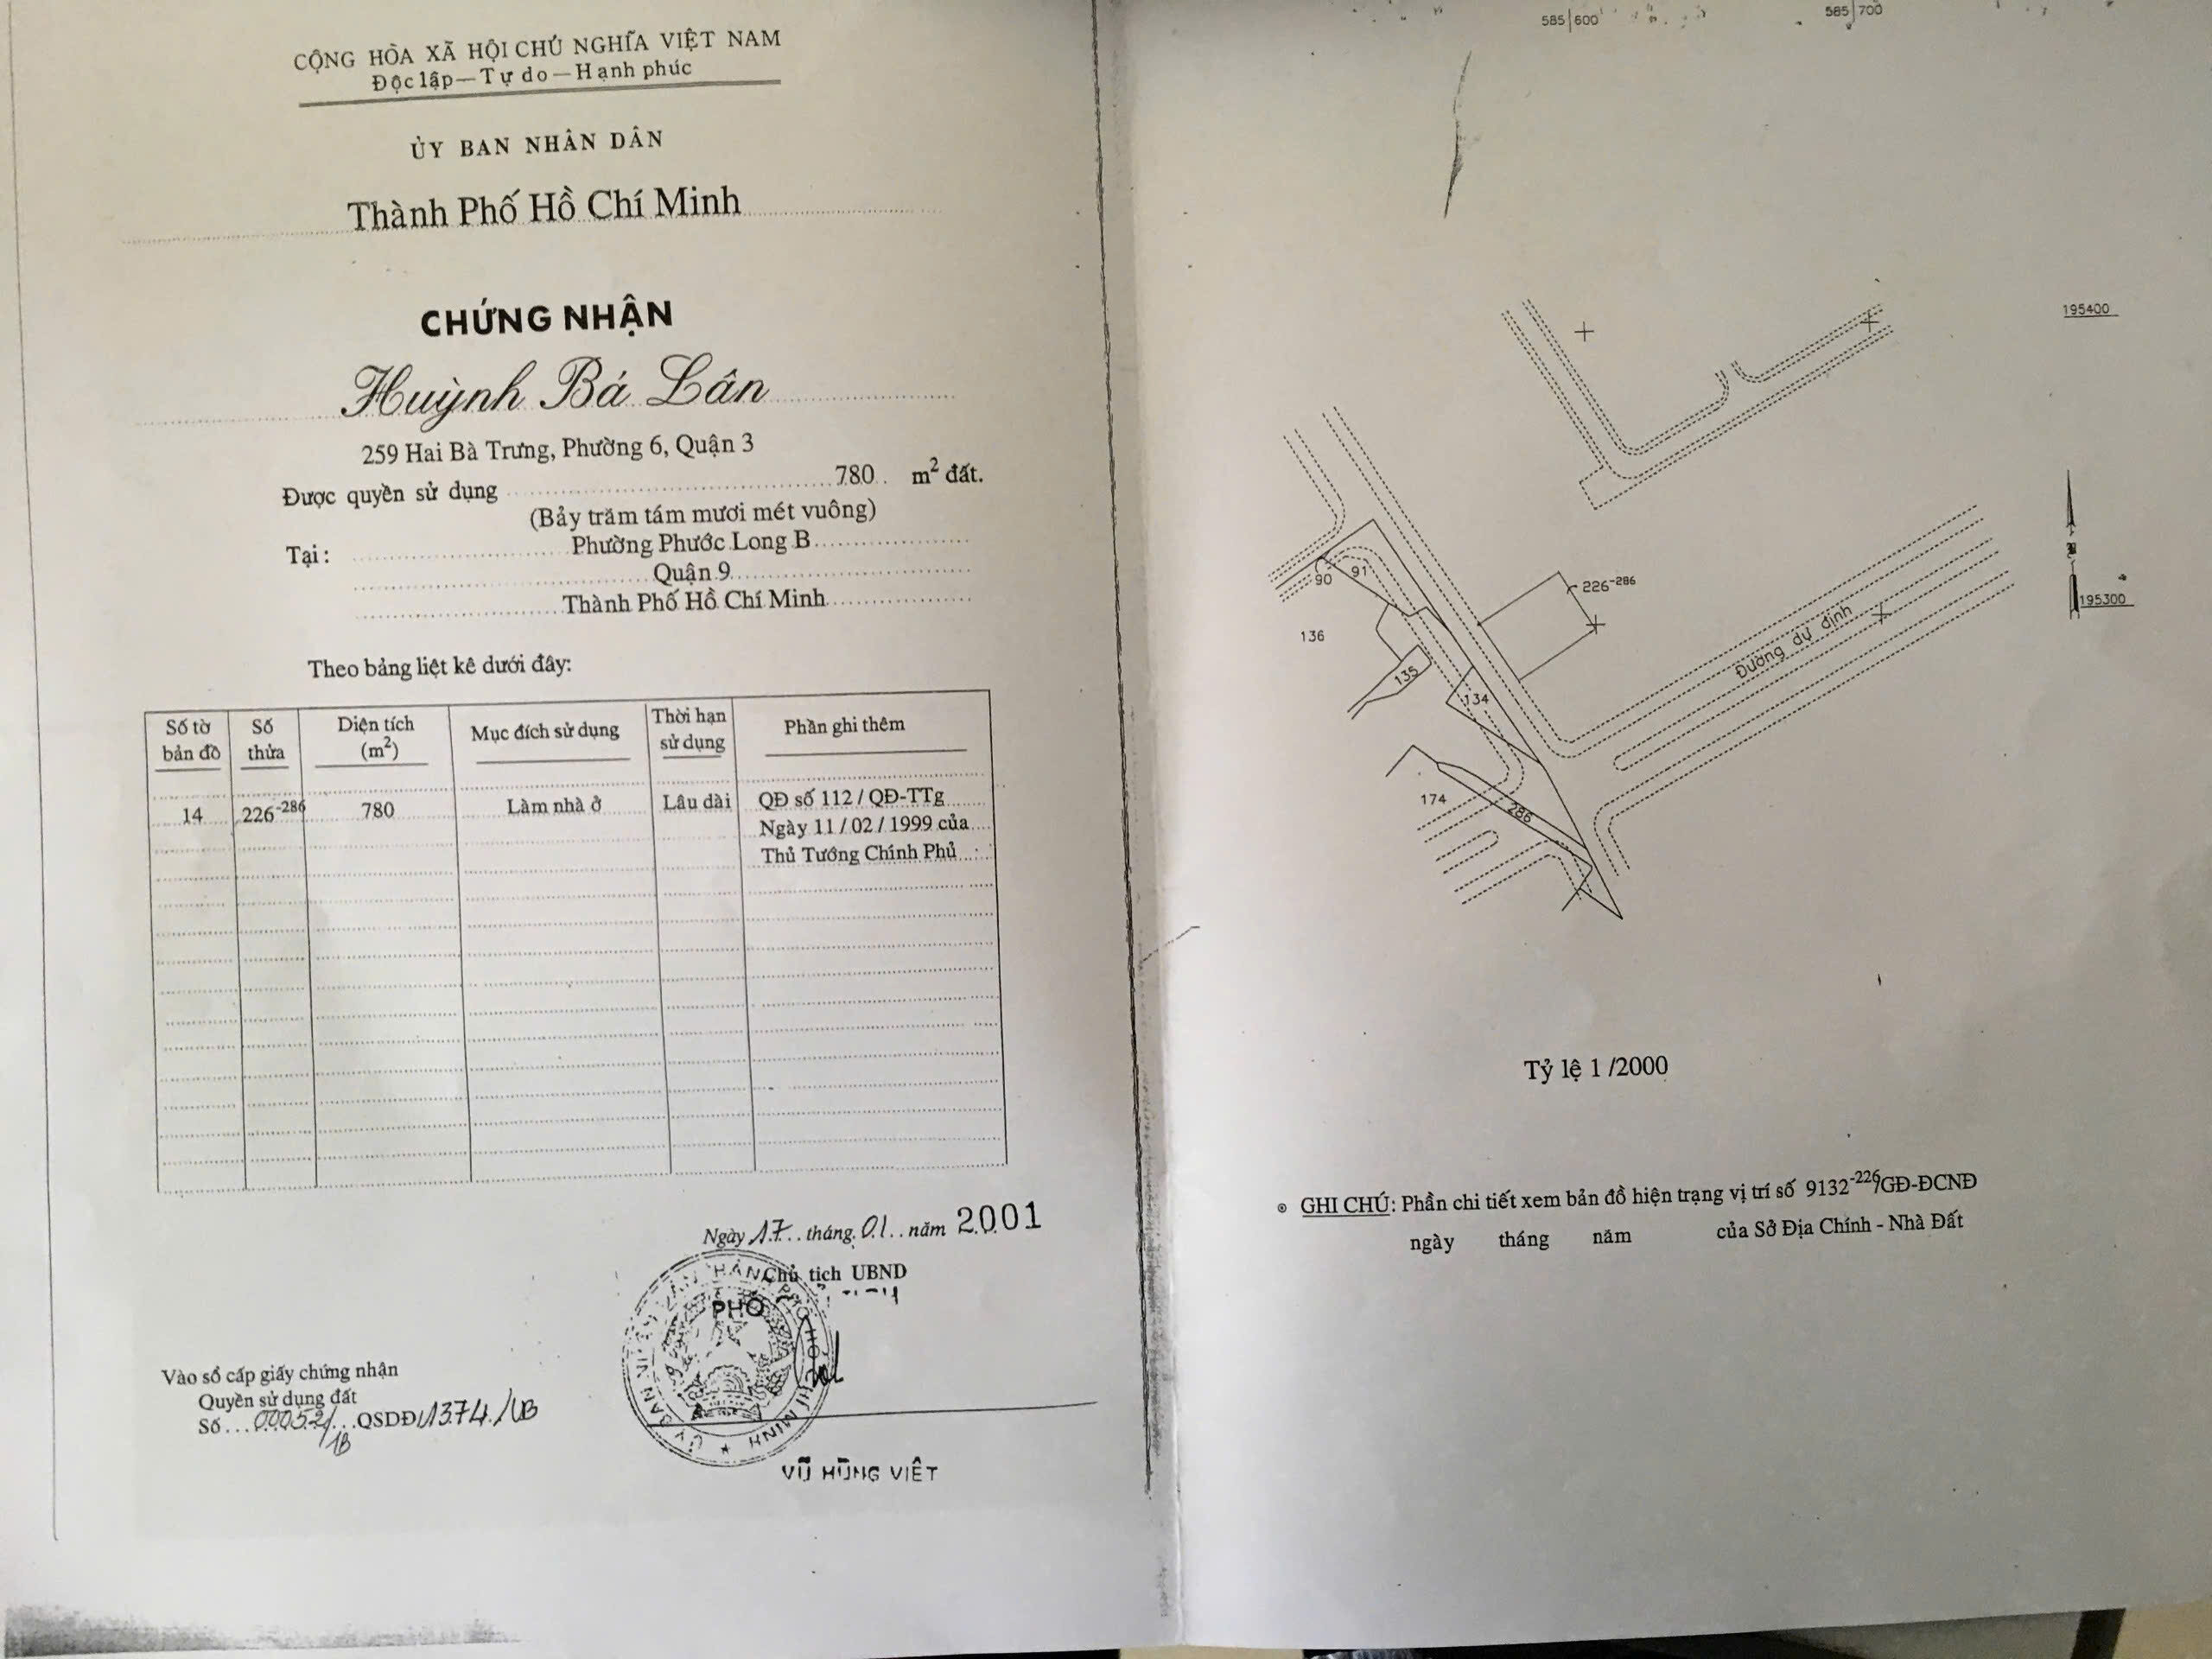 CỘNG HÒA XÃ HỘI CHỦ NGHĨA VIỆT NAM
Độc lập—Tự do—Hạnh phúc
ỦY BAN NHÂN DÂN
Thành Phố Hồ Chí Minh
CHỨNG NHẬN
Huỳnh Bá Lân
259 Hai Bà Trưng, Phường 6, Quận 3
Được quyền sử dụng 780 m² đất.
(Bảy trăm tám mươi mét vuông)
Tại: Phường Phước Long B
Quận 9
Thành Phố Hồ Chí Minh
Theo bảng liệt kê dưới đây:
Số tờ bản đồ Số thửa Diện tích (m²) Mục đích sử dụng Thời hạn sử dụng Phần ghi thêm
14 226-286 780 Làm nhà ở Lâu dài QĐ số 112 / QĐ-TTg
Ngày 11 / 02 / 1999 của
Thủ Tướng Chính Phủ
Ngày 17 tháng 01 năm 2001
Chủ tịch UBND
PHÓ
Vào sổ cấp giấy chứng nhận
Quyền sử dụng đất
Số 00052/1B QSDĐ/1374/UB
VŨ HÙNG VIỆT
585 600
585 700
195400
90
91
226-286
195300
136
Đường dự định
135
134
174
286
Tỷ lệ 1 /2000
GHI CHÚ: Phần chi tiết xem bản đồ hiện trạng vị trí số 9132-226/GĐ-ĐCNĐ
ngày tháng năm của Sở Địa Chính - Nhà Đất